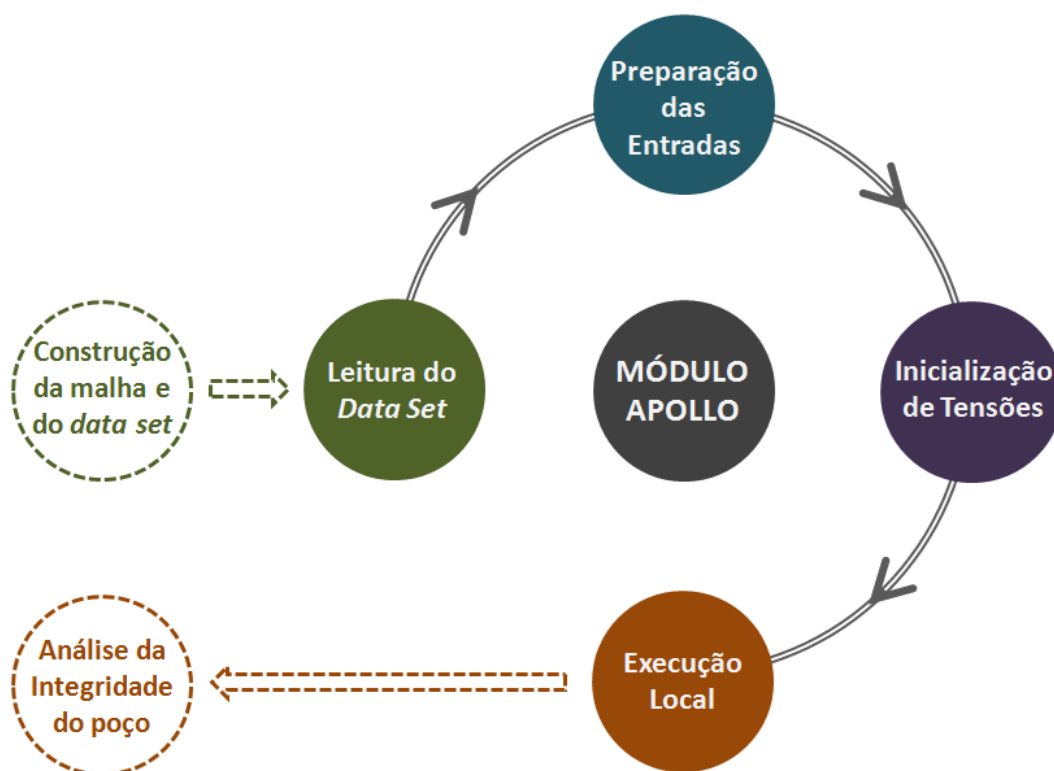 Preparação
das
Entradas
Construção
da malha e
do data set
Leitura do
Data Set
MÓDULO
APOLLO
Inicialização
de Tensões
Análise da
Integridade
do poço
Execução
Local